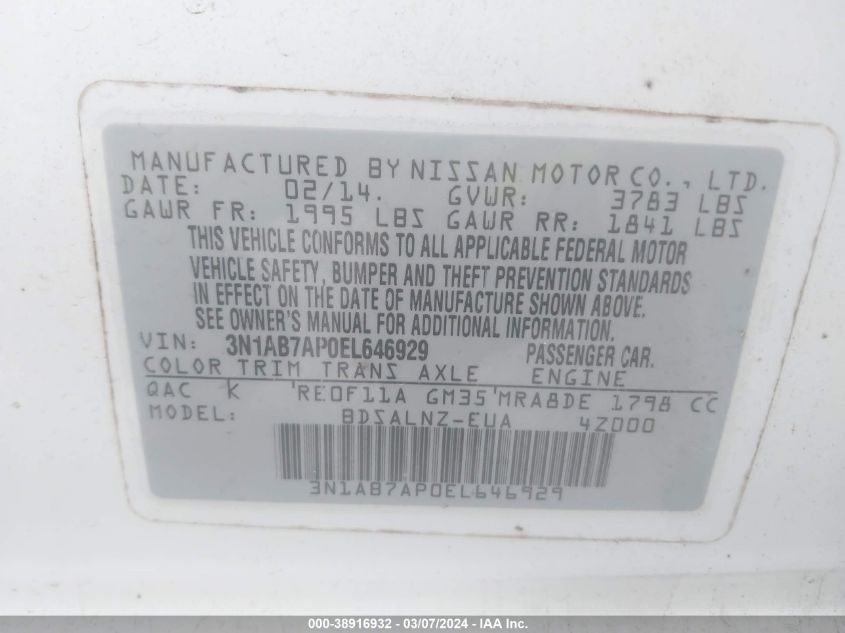 MANUFACTURED BY NISSAN MOTOR CO., LTD.
DATE: 02/14. GVWR: 3783 LBS
GAWR FR: 1995 LBS GAWR RR: 1841 LBS
THIS VEHICLE CONFORMS TO ALL APPLICABLE FEDERAL MOTOR
VEHICLE SAFETY, BUMPER AND THEFT PREVENTION STANDARDS
IN EFFECT ON THE DATE OF MANUFACTURE SHOWN ABOVE.
SEE OWNER'S MANUAL FOR ADDITIONAL INFORMATION.
VIN: 3N1AB7AP0EL646929 PASSENGER CAR.
COLOR TRIM TRANS AXLE ENGINE
QAC K 'RE0F11A GM35'MRA8DE 1798 CC
MODEL: BDSALNZ-EUA 4Z000
3N1AB7AP0EL646929
000-38916932 - 03/07/2024 - IAA Inc.